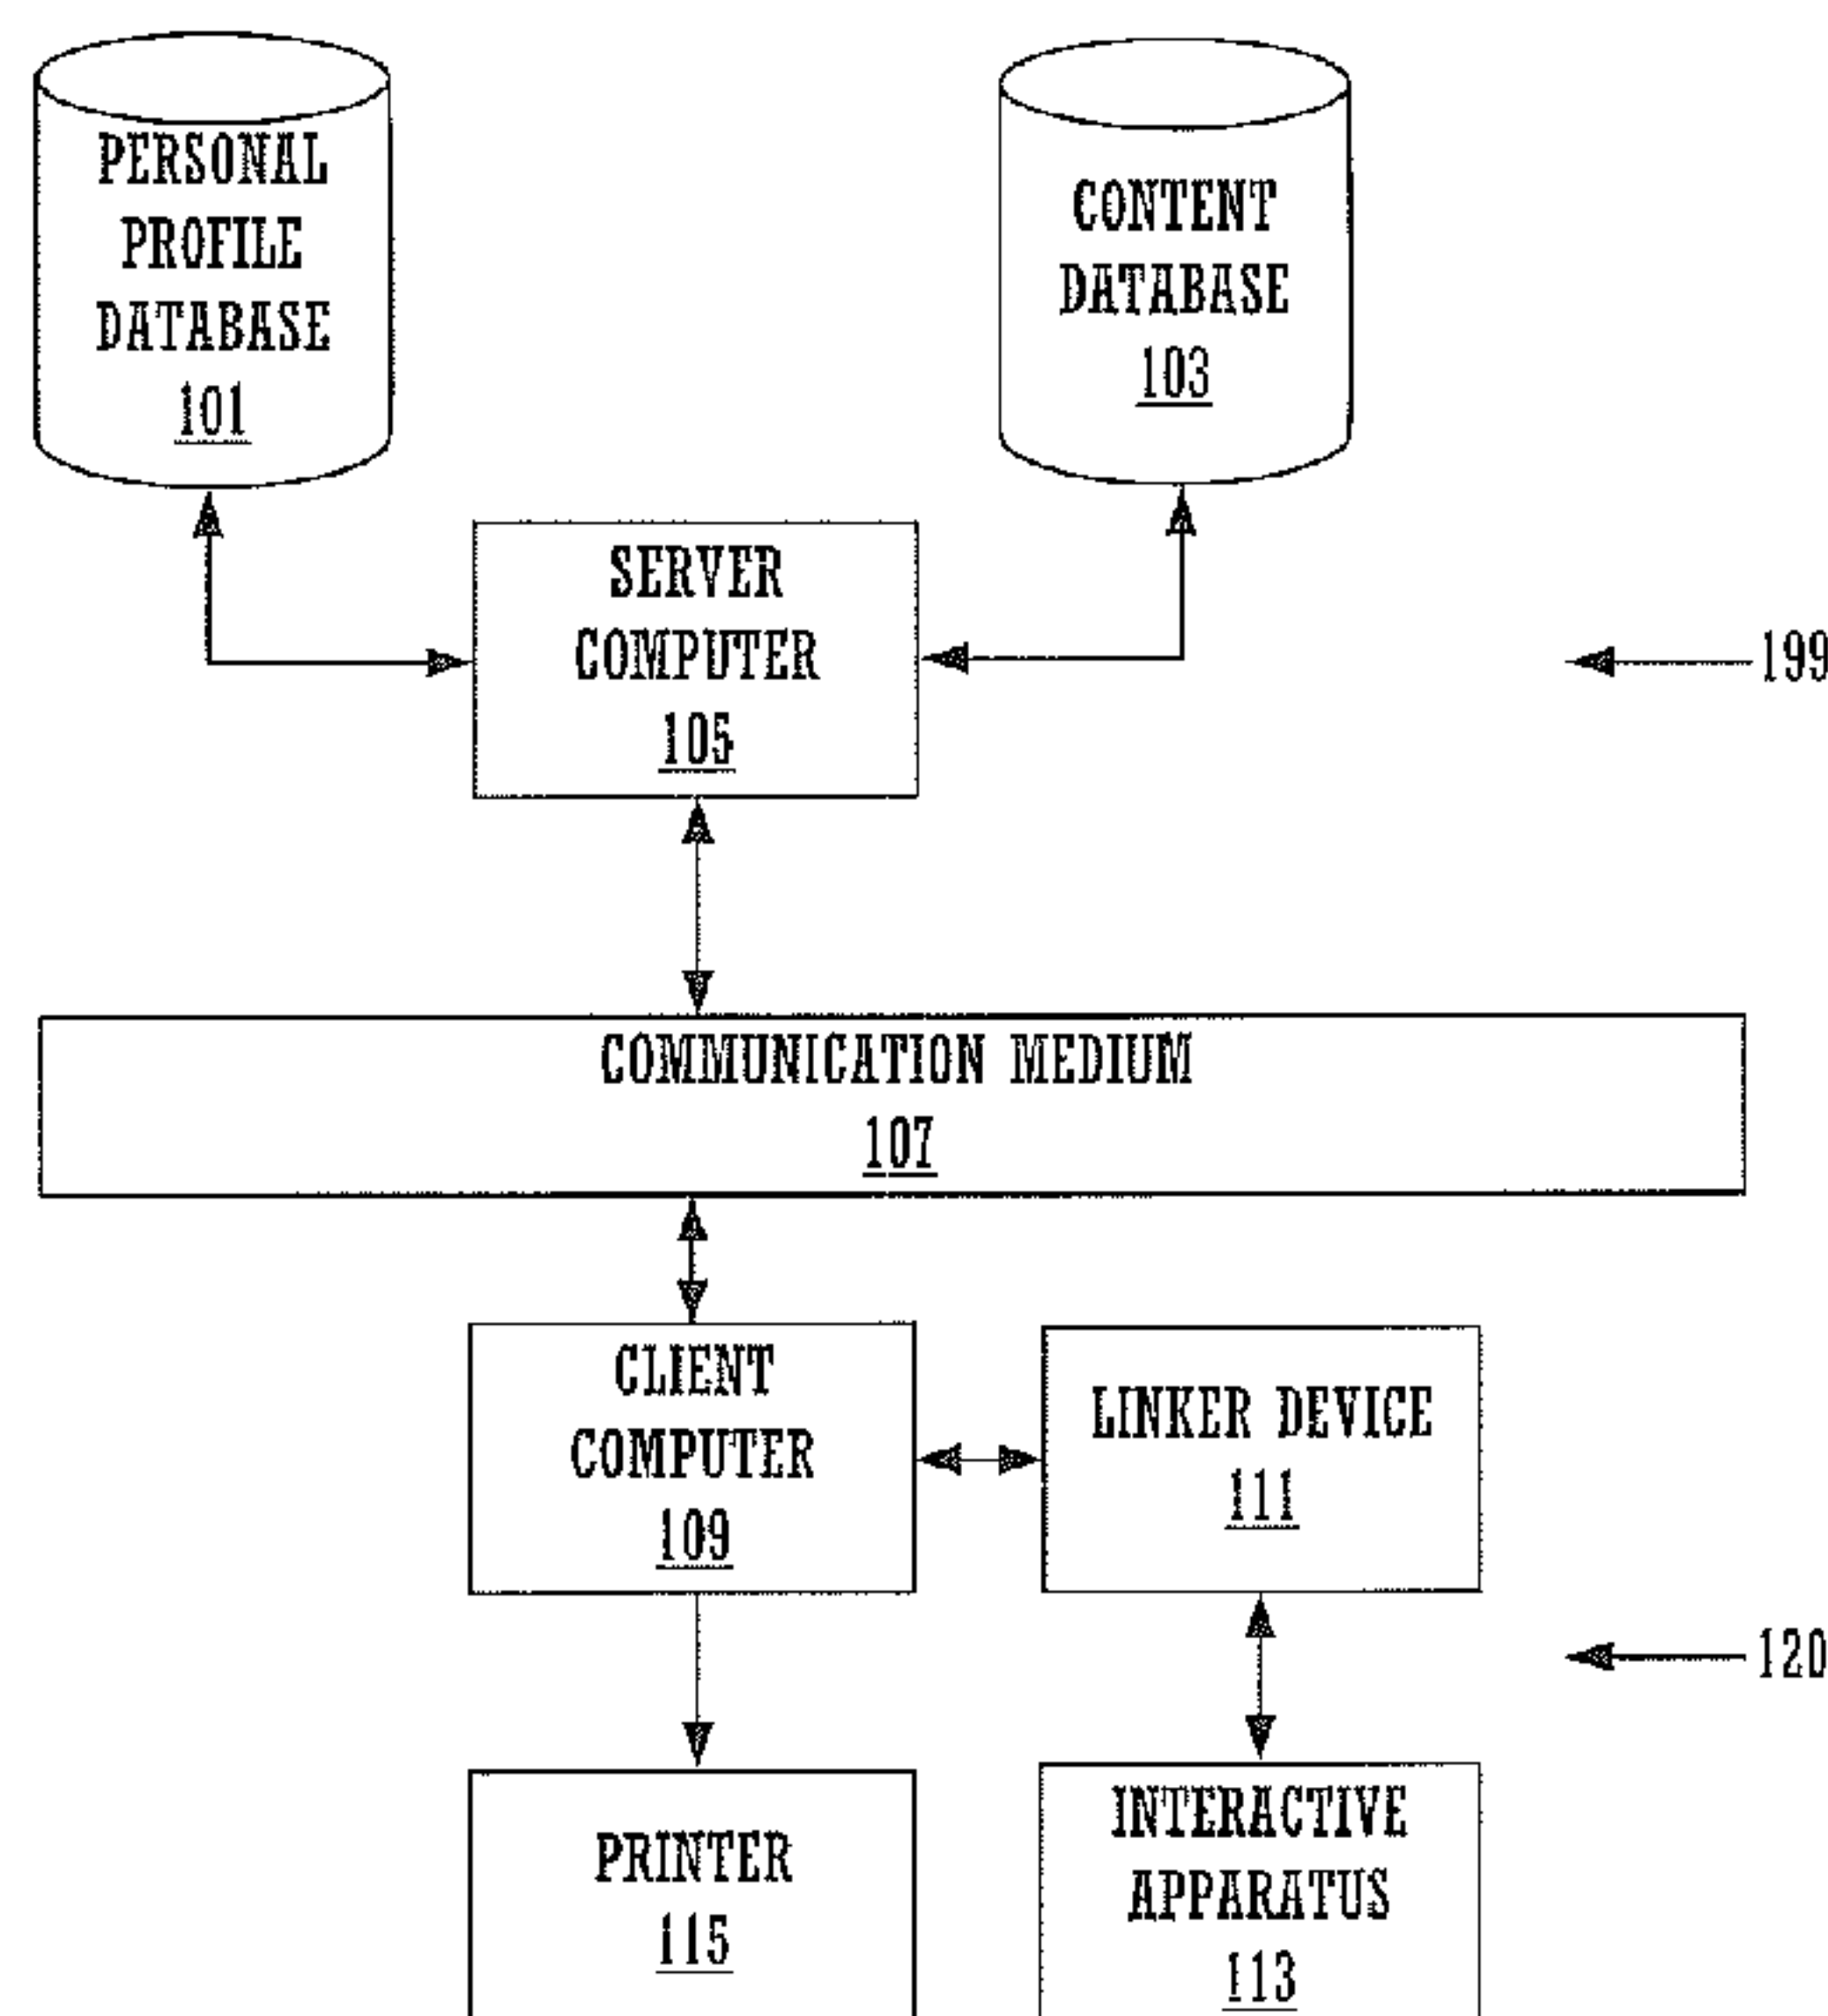 PERSONAL
PROFILE
DATABASE
101
CONTENT
DATABASE
103
SERVER
COMPUTER
105
199
COMMUNICATION MEDIUM
107
CLIENT
COMPUTER
109
LINKER DEVICE
111
120
PRINTER
115
INTERACTIVE
APPARATUS
113